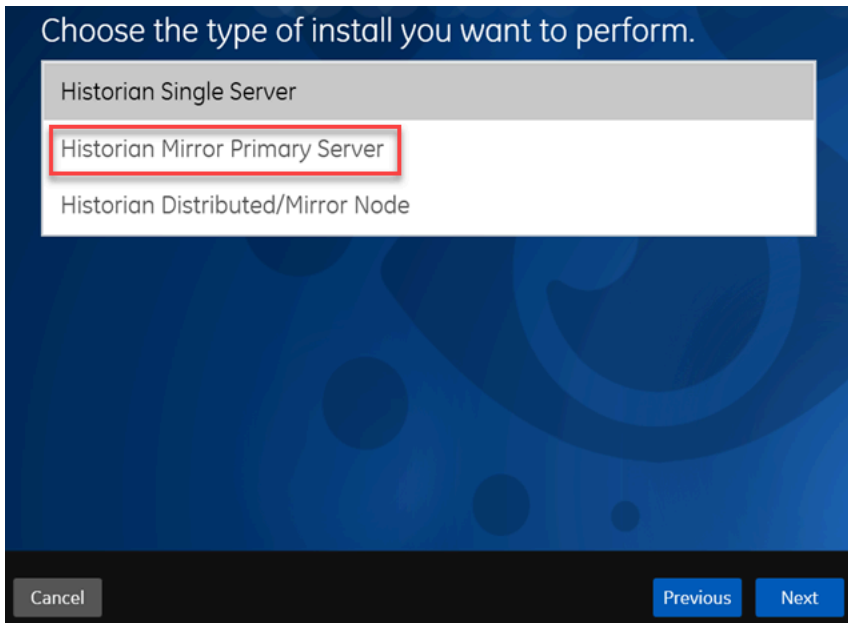 Choose the type of install you want to perform.
Historian Single Server
Historian Mirror Primary Server
Historian Distributed/Mirror Node
Cancel
Previous
Next